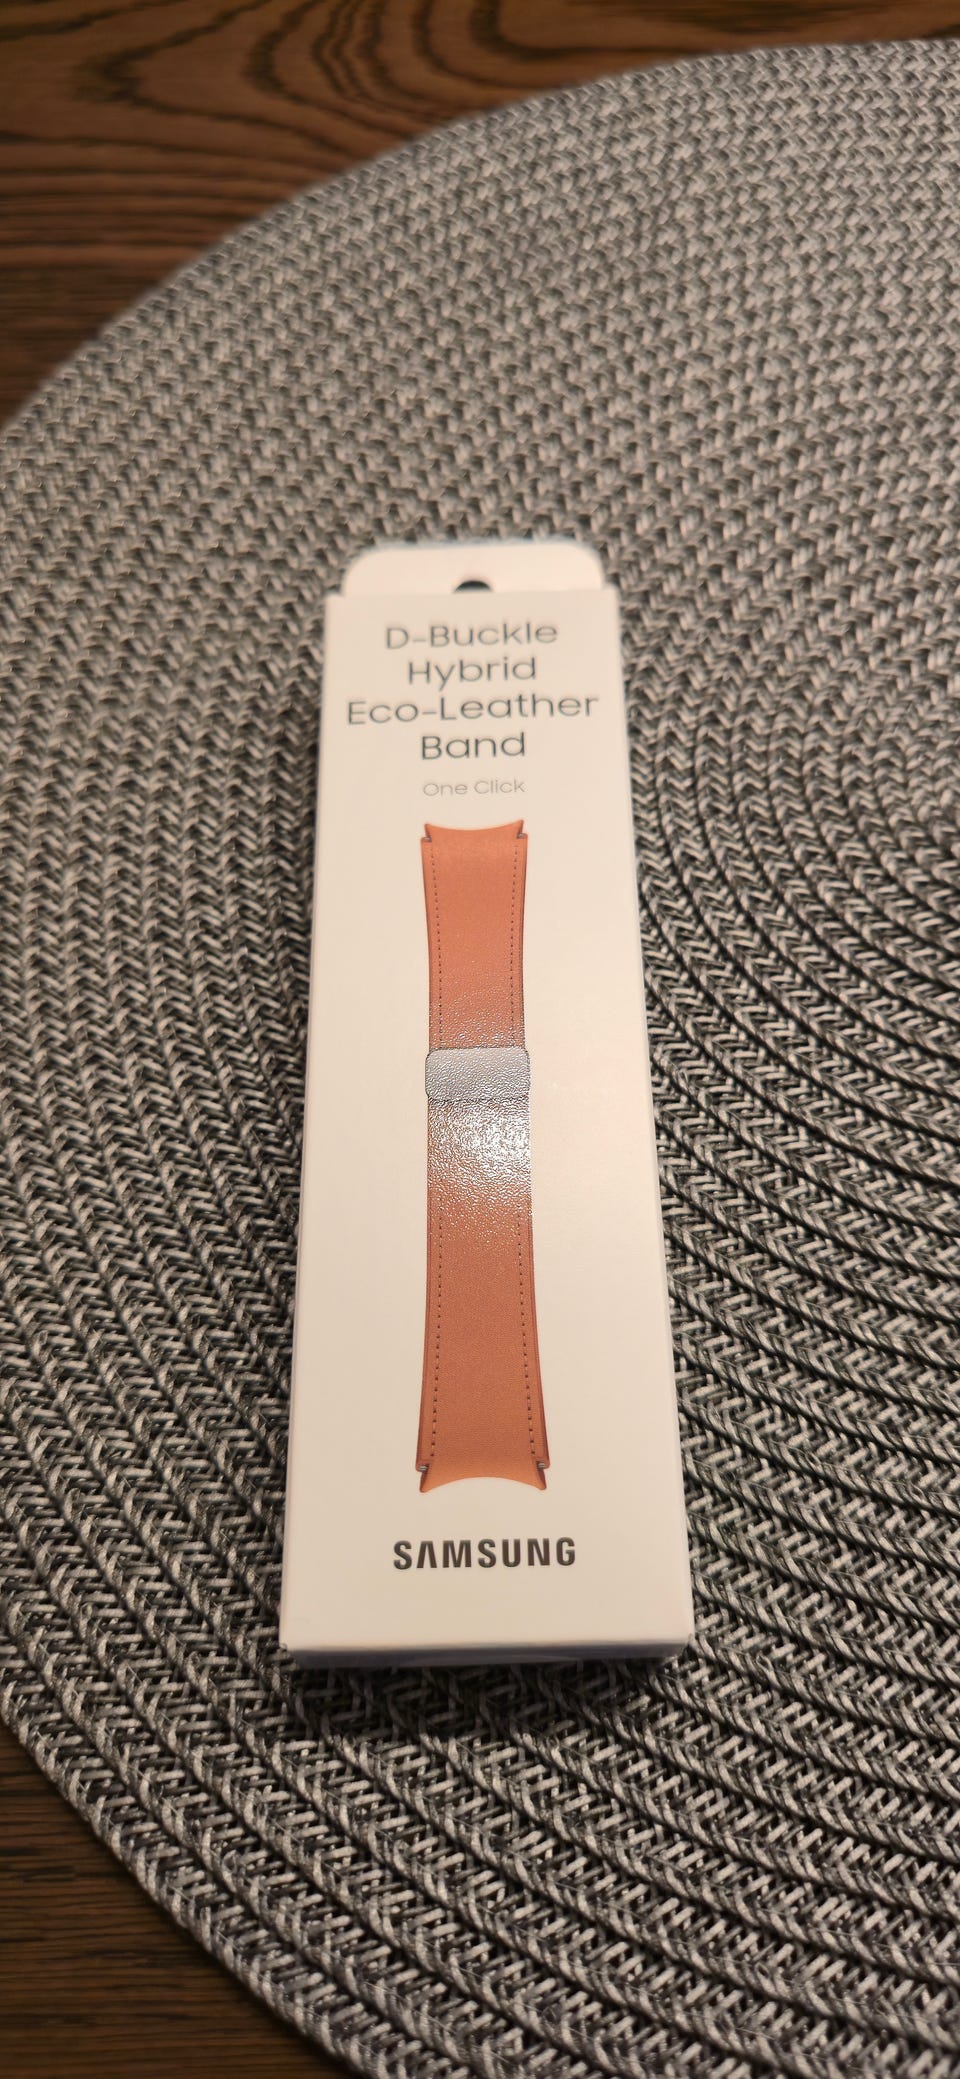 D-Buckle
Hybrid
Eco-Leather
Band
One Click
SAMSUNG